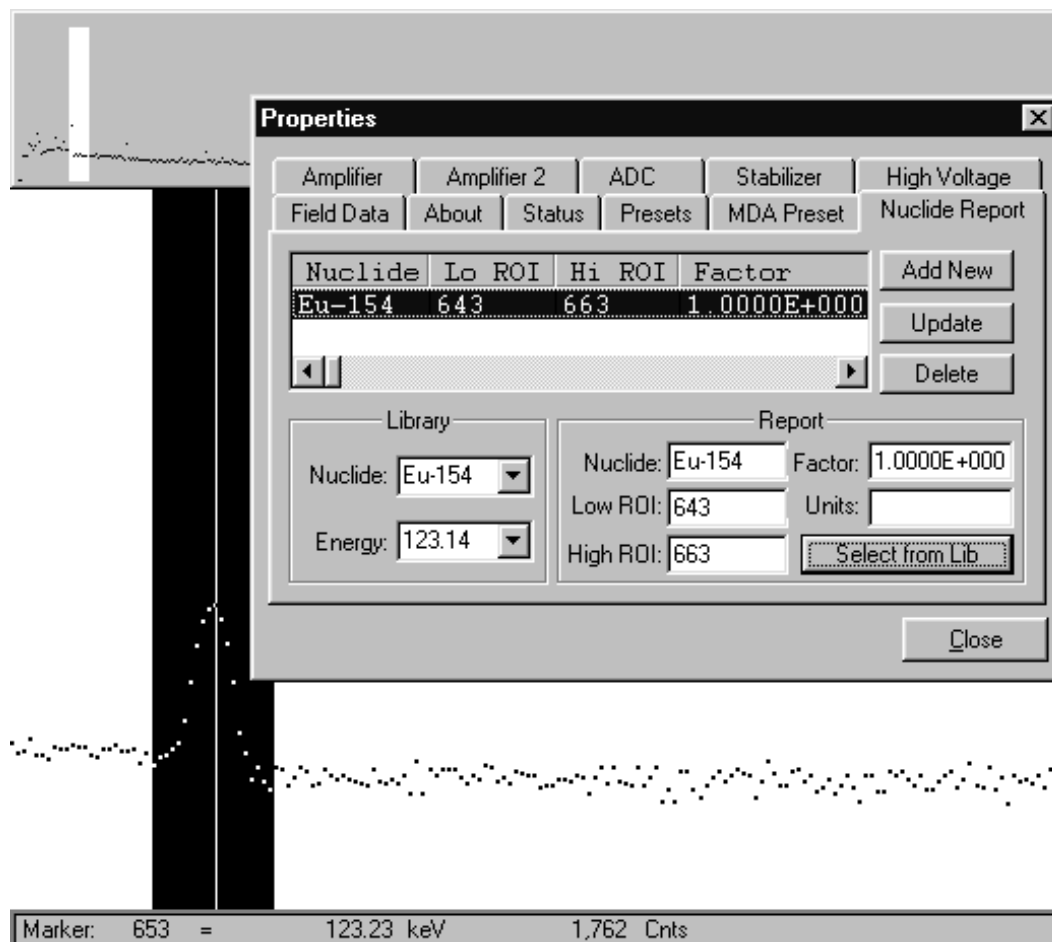 Properties
Amplifier Amplifier 2 ADC Stabilizer High Voltage
Field Data About Status Presets MDA Preset Nuclide Report
Nuclide Lo ROI Hi ROI Factor
Eu-154 643 663 1.0000E+000
Add New
Update
Delete
Library
Nuclide: Eu-154
Energy: 123.14
Report
Nuclide: Eu-154 Factor: 1.0000E+000
Low ROI: 643 Units:
High ROI: 663 Select from Lib
Close
Marker: 653 = 123.23 keV 1,762 Cnts